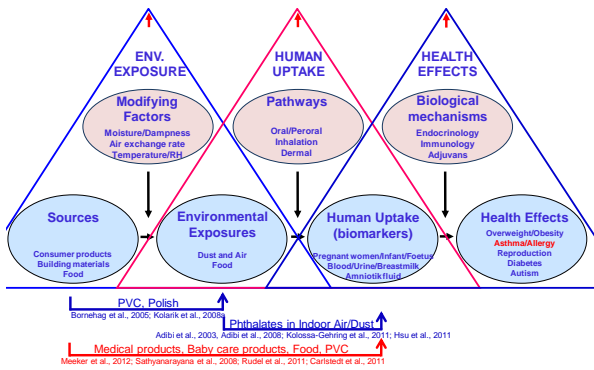 ENV.
EXPOSURE
HUMAN
UPTAKE
HEALTH
EFFECTS
Modifying
Factors
Moisture/Dampness
Air exchange rate
Temperature/RH
Pathways
Oral/Peroral
Inhalation
Dermal
Biological
mechanisms
Endocrinology
Immunology
Adjuvans
Sources
Consumer products
Building materials
Food
Environmental
Exposures
Dust and Air
Food
Human Uptake
(biomarkers)
Pregnant women/Infant/Foetus
Blood/Urine/Breastmilk
Amniotikfluid
Health Effects
Overweight/Obesity
Asthma/Allergy
Reproduction
Diabetes
Autism
PVC, Polish
Bornehag et al., 2005; Kolarik et al., 2008a
Phthalates in Indoor Air/Dust
Adibi et al., 2003, Adibi et al., 2008; Kolossa-Gehring et al., 2011; Hsu et al., 2011
Medical products, Baby care products, Food, PVC
Meeker et al., 2012; Sathyanarayana et al., 2008; Rudel et al., 2011; Carlstedt et al., 2011